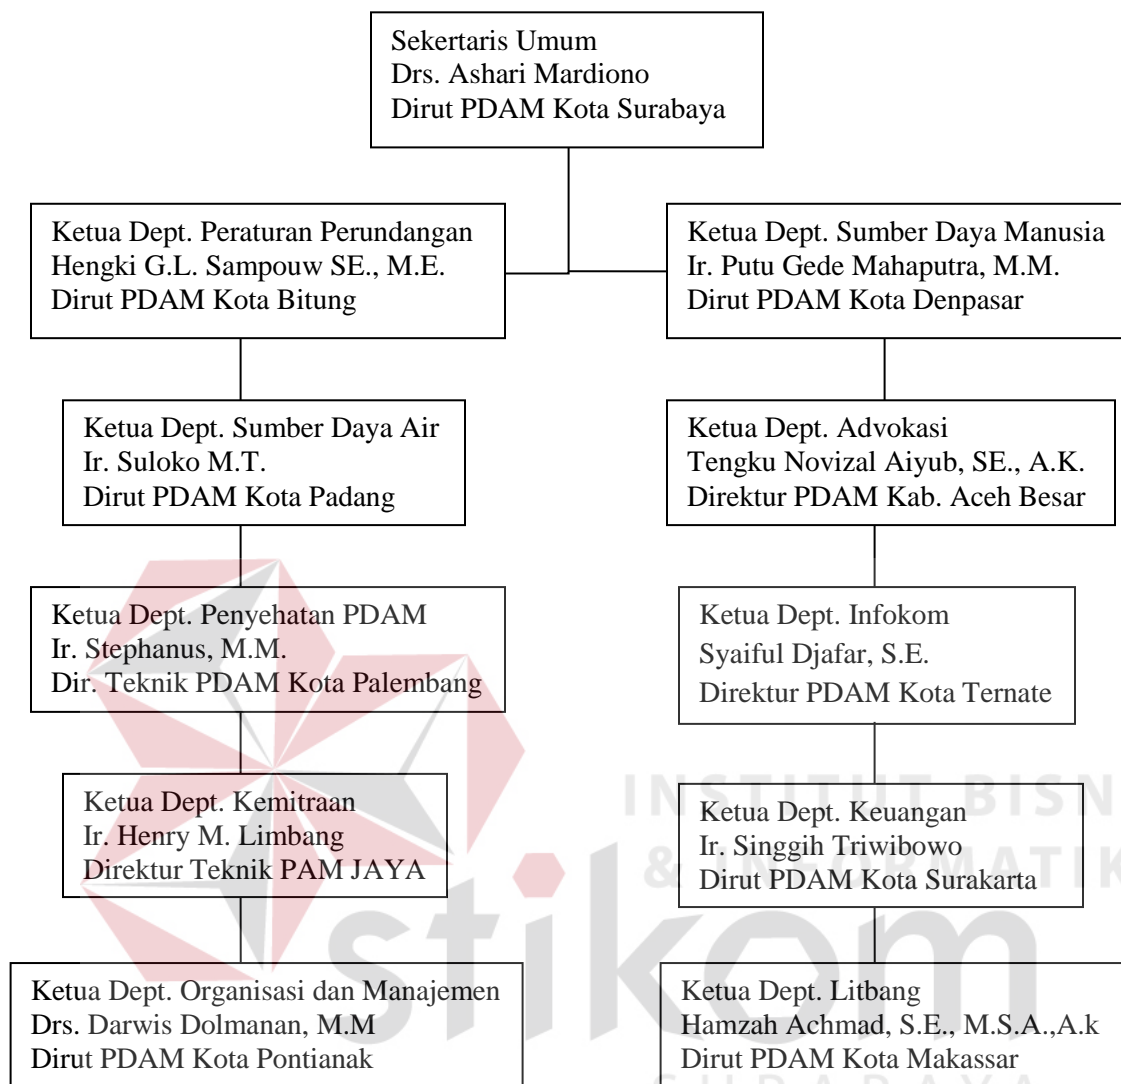 Sekertaris Umum
Drs. Ashari Mardiono
Dirut PDAM Kota Surabaya
Ketua Dept. Peraturan Perundangan
Hengki G.L. Sampouw SE., M.E.
Dirut PDAM Kota Bitung
Ketua Dept. Sumber Daya Manusia
Ir. Putu Gede Mahaputra, M.M.
Dirut PDAM Kota Denpasar
Ketua Dept. Sumber Daya Air
Ir. Suloko M.T.
Dirut PDAM Kota Padang
Ketua Dept. Advokasi
Tengku Novizal Aiyub, SE., A.K.
Direktur PDAM Kab. Aceh Besar
Ketua Dept. Penyehatan PDAM
Ir. Stephanus, M.M.
Dir. Teknik PDAM Kota Palembang
Ketua Dept. Infokom
Syaiful Djafar, S.E.
Direktur PDAM Kota Ternate
Ketua Dept. Kemitraan
Ir. Henry M. Limbang
Direktur Teknik PAM JAYA
Ketua Dept. Keuangan
Ir. Singgih Triwibowo
Dirut PDAM Kota Surakarta
Ketua Dept. Organisasi dan Manajemen
Drs. Darwis Dolmanan, M.M
Dirut PDAM Kota Pontianak
Ketua Dept. Litbang
Hamzah Achmad, S.E., M.S.A.,A.k
Dirut PDAM Kota Makassar
INSTITUT BISN
& INFORMATIK
stikom
SURABAYA